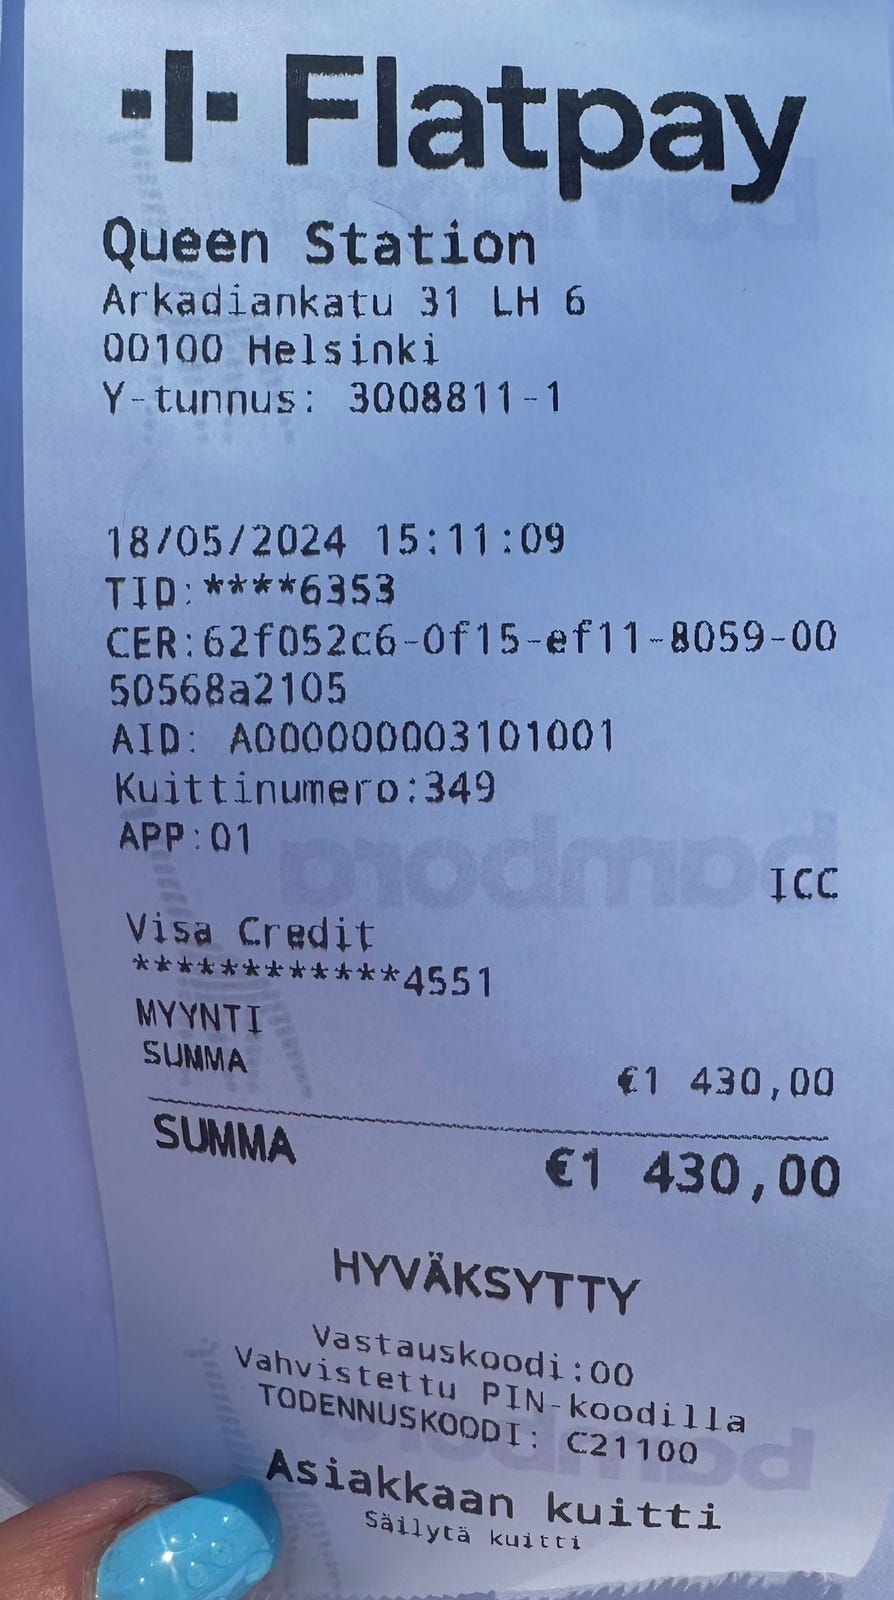 Flatpay
Queen Station
Arkadiankatu 31 LH 6
00100 Helsinki
Y-tunnus: 3008811-1
18/05/2024 15:11:09
TID:****6353
CER:62f052c6-0f15-ef11-8059-00
50568a2105
AID: A000000003101001
Kuittinumero:349
APP:01
bambora
ICC
Visa Credit
************4551
MYYNTI
SUMMA €1 430,00
SUMMA €1 430,00
HYVÄKSYTTY
Vastauskoodi:00
Vahvistettu PIN-koodilla
TODENNUSKOODI: C21100
Asiakkaan kuitti
Säilytä kuitti